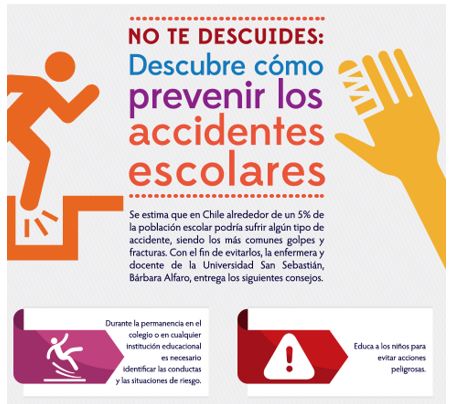 NO TE DESCUIDES:
Descubre cómo
prevenir los
accidentes
escolares
Se estima que en Chile alrededor de un 5% de
la población escolar podría sufrir algún tipo de
accidente, siendo los más comunes golpes y
fracturas. Con el fin de evitarlos, la enfermera y
docente de la Universidad San Sebastián,
Bárbara Alfaro, entrega los siguientes consejos.
Durante la permanencia en el
colegio o en cualquier
institución educacional
es necesario
identificar las conductas
y las situaciones de riesgo.
Educa a los niños para
evitar acciones
peligrosas.